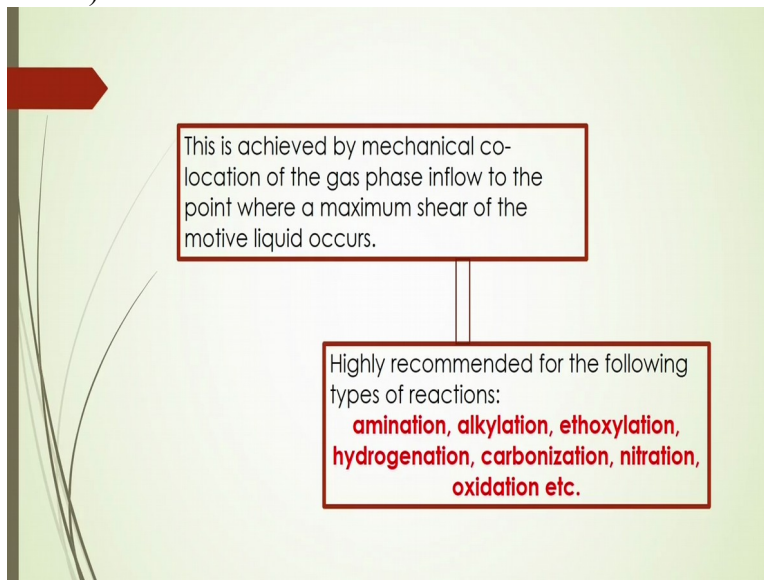 This is achieved by mechanical co-
location of the gas phase inflow to the
point where a maximum shear of the
motive liquid occurs.
Highly recommended for the following
types of reactions:
amination, alkylation, ethoxylation,
hydrogenation, carbonization, nitration,
oxidation etc.